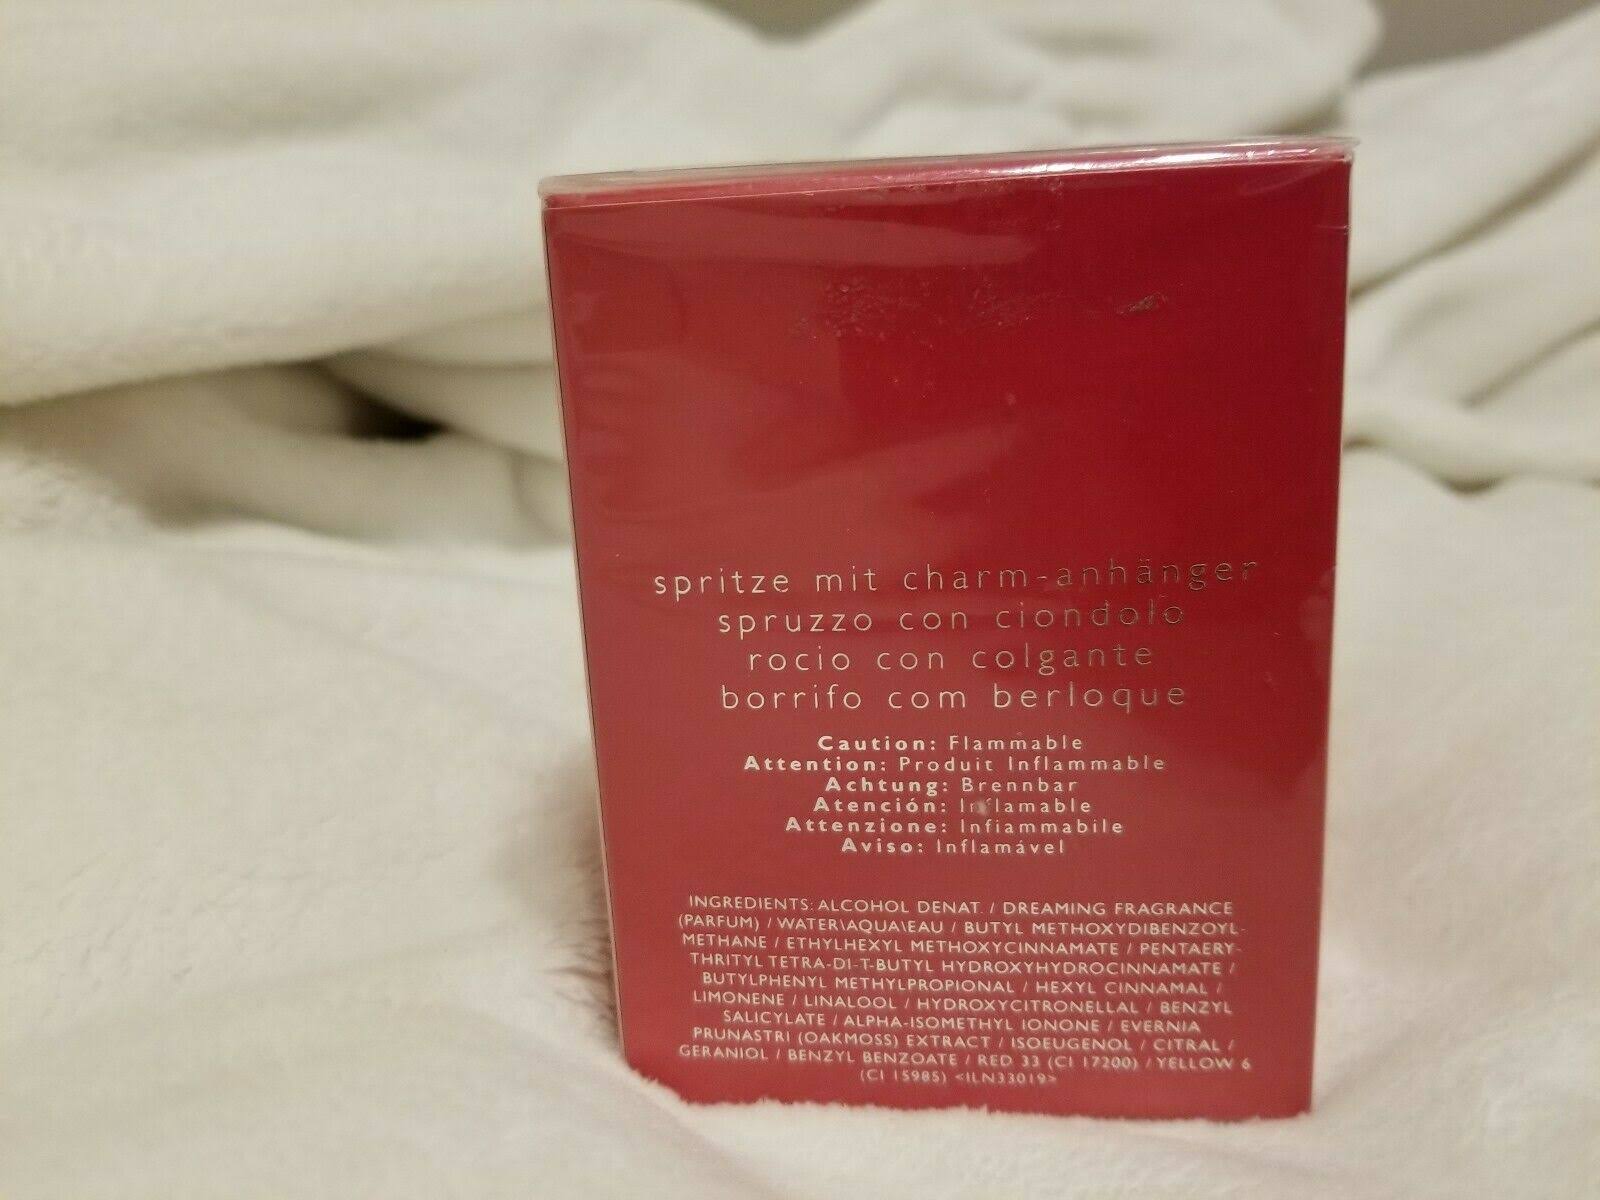 spritze mit charm-anhänger
spruzzo con ciondolo
rocio con colgante
borrifo com berloque
Caution: Flammable
Attention: Produit Inflammable
Achtung: Brennbar
Atención: Inflamable
Attenzione: Infiammabile
Aviso: Inflamável
INGREDIENTS: ALCOHOL DENAT. / DREAMING FRAGRANCE
(PARFUM) / WATER\AQUA\EAU / BUTYL METHOXYDIBENZOYL-
METHANE / ETHYLHEXYL METHOXYCINNAMATE / PENTAERY-
THRITYL TETRA-DI-T-BUTYL HYDROXYHYDROCINNAMATE /
BUTYLPHENYL METHYLPROPIONAL / HEXYL CINNAMAL /
LIMONENE / LINALOOL / HYDROXYCITRONELLAL / BENZYL
SALICYLATE / ALPHA-ISOMETHYL IONONE / EVERNIA
PRUNASTRI (OAKMOSS) EXTRACT / ISOEUGENOL / CITRAL /
GERANIOL / BENZYL BENZOATE / RED 33 (CI 17200) / YELLOW 6
(CI 15985) <ILN33019>